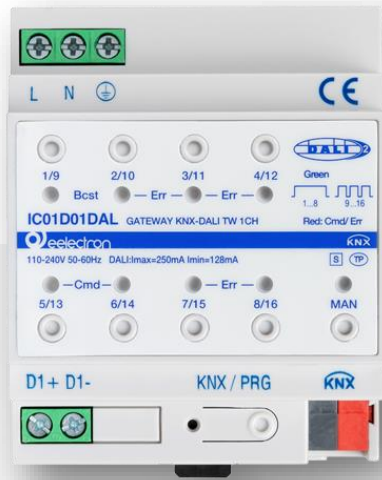 L N
CE
1/9 2/10 3/11 4/12
DALI 2
Green
Bcst Err Err
1...8 9...16
IC01D01DAL GATEWAY KNX-DALI TW 1CH
Red: Cmd/ Err
eelectron KNX
110-240V 50-60Hz DALI:Imax=250mA Imin=128mA
S TP
Cmd Err
5/13 6/14 7/15 8/16 MAN
D1+ D1- KNX / PRG KNX